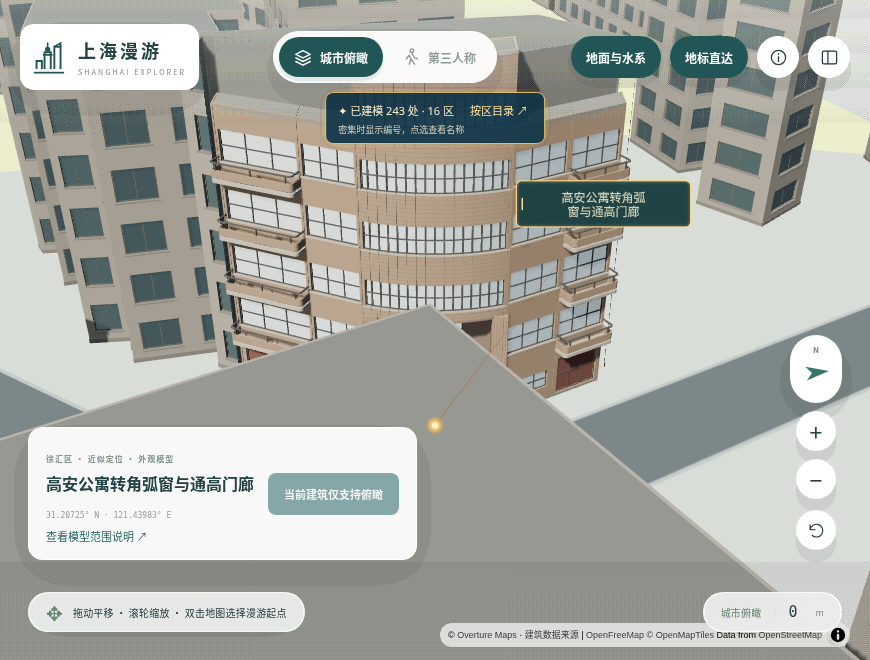 上海漫游
SHANGHAI EXPLORER
城市俯瞰
第三人称
地面与水系
地标直达
✦ 已建模 243 处 · 16 区 按区目录 ↗
密集时显示编号，点选查看名称
高安公寓转角弧
窗与通高门廊
N
徐汇区 · 近似定位 · 外观模型
高安公寓转角弧窗与通高门廊
当前建筑仅支持俯瞰
31.20725° N · 121.43983° E
查看模型范围说明 ↗
拖动平移 · 滚轮缩放 · 双击地图选择漫游起点
城市俯瞰 0 m
© Overture Maps · 建筑数据来源 | OpenFreeMap © OpenMapTiles Data from OpenStreetMap